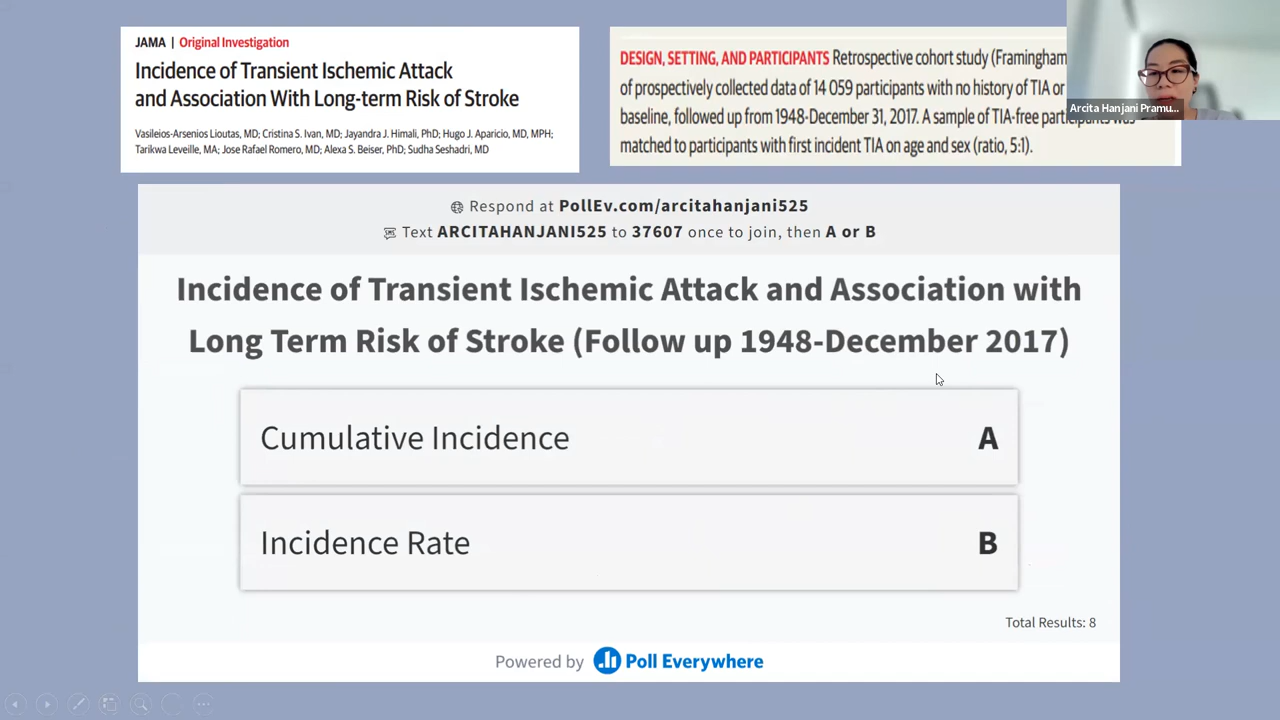 JAMA | Original Investigation
Incidence of Transient Ischemic Attack
and Association With Long-term Risk of Stroke
Vasileios-Arsenios Lioutas, MD; Cristina S. Ivan, MD; Jayandra J. Himali, PhD; Hugo J. Aparicio, MD, MPH;
Tarikwa Leveille, MA; Jose Rafael Romero, MD; Alexa S. Beiser, PhD; Sudha Seshadri, MD
DESIGN, SETTING, AND PARTICIPANTS Retrospective cohort study (Framingham
of prospectively collected data of 14 059 participants with no history of TIA or
baseline, followed up from 1948-December 31, 2017. A sample of TIA-free participants was
matched to participants with first incident TIA on age and sex (ratio, 5:1).
Arcita Hanjani Pramu...
Respond at PollEv.com/arcitahanjani525
Text ARCITAHANJANI525 to 37607 once to join, then A or B
Incidence of Transient Ischemic Attack and Association with
Long Term Risk of Stroke (Follow up 1948-December 2017)
Cumulative Incidence A
Incidence Rate B
Total Results: 8
Powered by Poll Everywhere